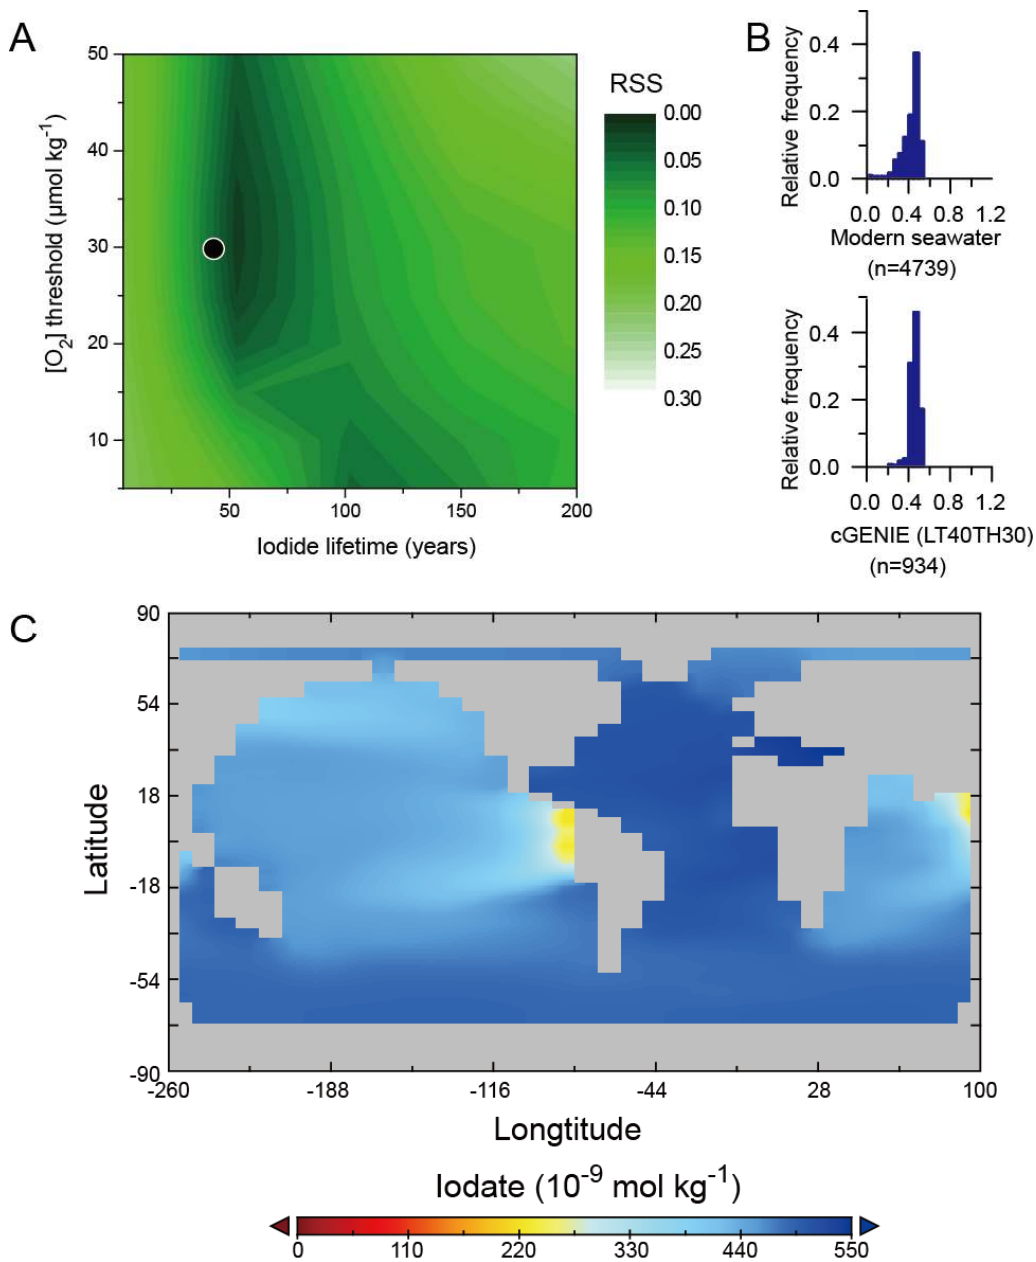 A
50
40
30
20
10
[O2] threshold (μmol kg-1)
50
100
150
200
Iodide lifetime (years)
RSS
0.00
0.05
0.10
0.15
0.20
0.25
0.30
B
Relative frequency
0.4
0.2
0.0
0.0 0.4 0.8 1.2
Modern seawater
(n=4739)
Relative frequency
0.4
0.2
0.0
0.0 0.4 0.8 1.2
cGENIE (LT40TH30)
(n=934)
C
90
54
18
-18
-54
-90
Latitude
-260 -188 -116 -44 28 100
Longtitude
Iodate (10-9 mol kg-1)
0 110 220 330 440 550